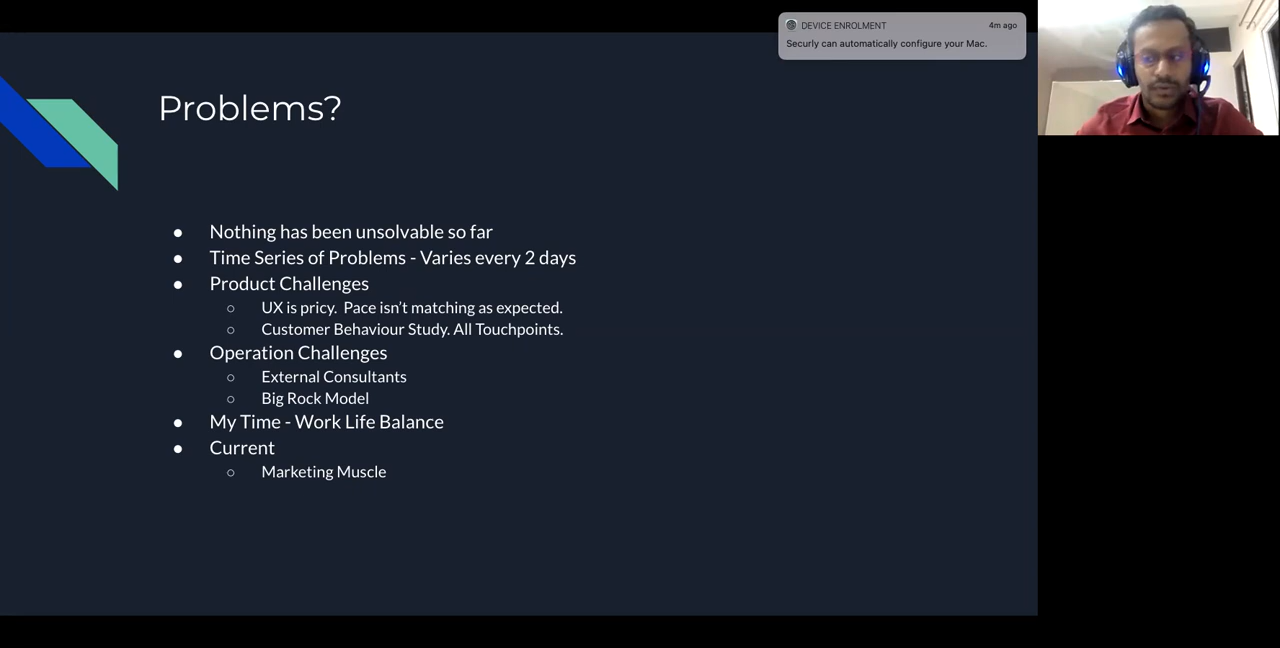 DEVICE ENROLMENT 4m ago
Securly can automatically configure your Mac.
Problems?
● Nothing has been unsolvable so far
● Time Series of Problems - Varies every 2 days
● Product Challenges
○ UX is pricy. Pace isn't matching as expected.
○ Customer Behaviour Study. All Touchpoints.
● Operation Challenges
○ External Consultants
○ Big Rock Model
● My Time - Work Life Balance
● Current
○ Marketing Muscle